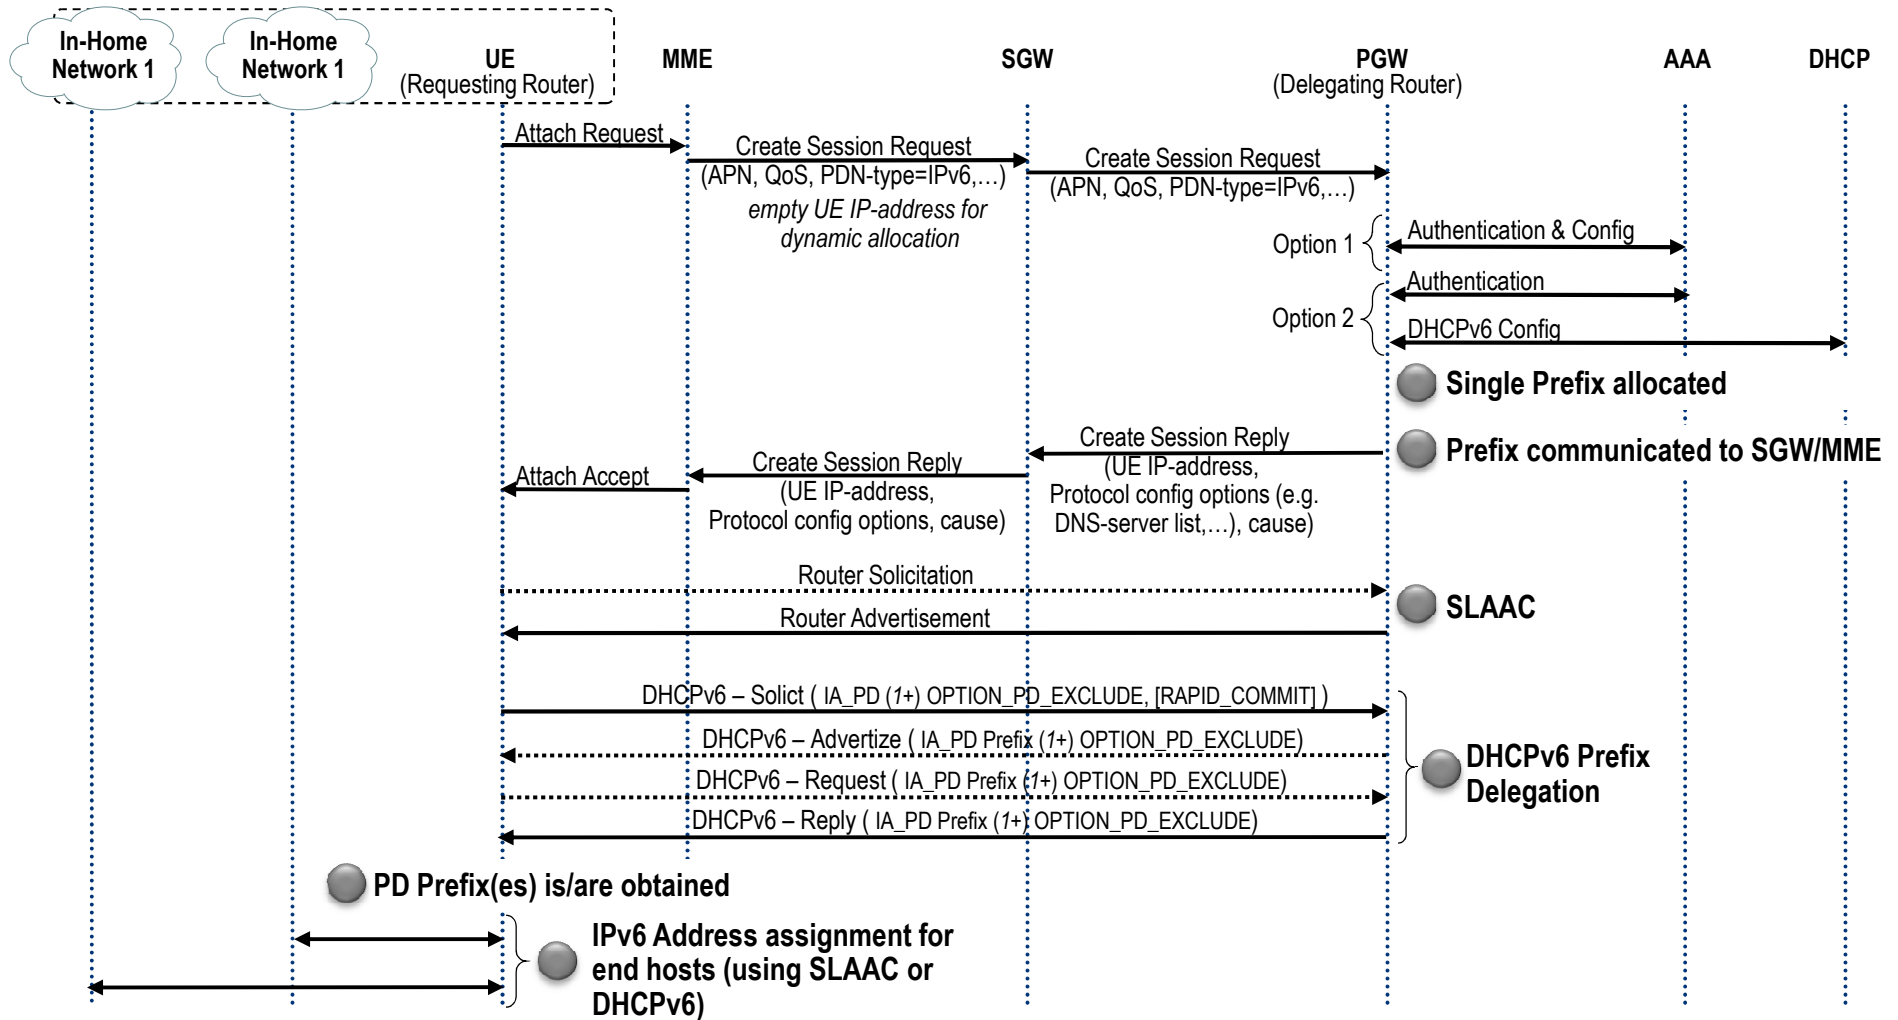 In-Home
Network 1
In-Home
Network 1
UE
(Requesting Router)
MME
SGW
PGW
(Delegating Router)
AAA
DHCP
Attach Request
Create Session Request
(APN, QoS, PDN-type=IPv6,…)
empty UE IP-address for
dynamic allocation
Create Session Request
(APN, QoS, PDN-type=IPv6,…)
Option 1
Authentication & Config
Option 2
Authentication
DHCPv6 Config
Single Prefix allocated
Prefix communicated to SGW/MME
Create Session Reply
(UE IP-address,
Protocol config options (e.g.
DNS-server list,…), cause)
Create Session Reply
(UE IP-address,
Protocol config options, cause)
Attach Accept
Router Solicitation
Router Advertisement
SLAAC
DHCPv6 – Solict ( IA_PD (1+) OPTION_PD_EXCLUDE, [RAPID_COMMIT] )
DHCPv6 – Advertize ( IA_PD Prefix (1+) OPTION_PD_EXCLUDE)
DHCPv6 – Request ( IA_PD Prefix (1+) OPTION_PD_EXCLUDE)
DHCPv6 – Reply ( IA_PD Prefix (1+) OPTION_PD_EXCLUDE)
DHCPv6 Prefix
Delegation
PD Prefix(es) is/are obtained
IPv6 Address assignment for
end hosts (using SLAAC or
DHCPv6)